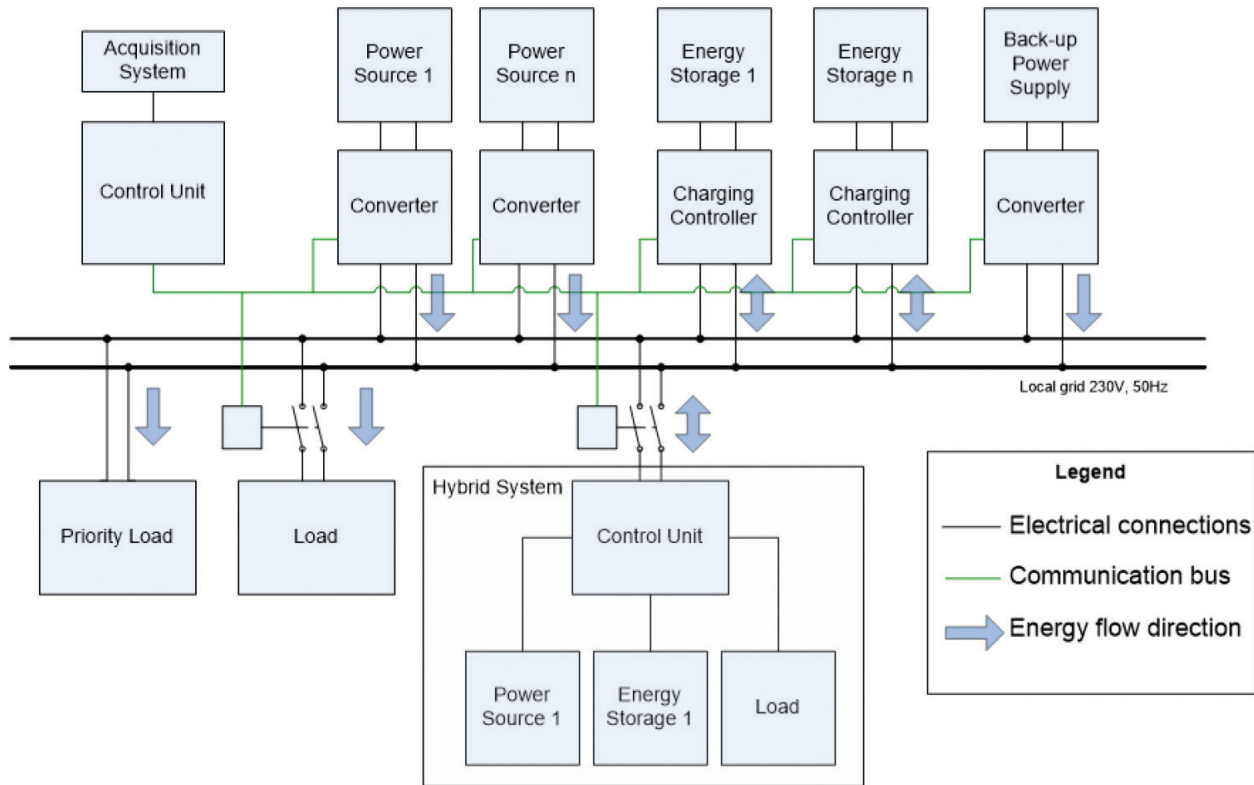 Acquisition
System
Power
Source 1
Power
Source n
Energy
Storage 1
Energy
Storage n
Back-up
Power
Supply
Control Unit
Converter
Converter
Charging
Controller
Charging
Controller
Converter
Local grid 230V, 50Hz
Priority Load
Load
Hybrid System
Control Unit
Power
Source 1
Energy
Storage 1
Load
Legend
Electrical connections
Communication bus
Energy flow direction